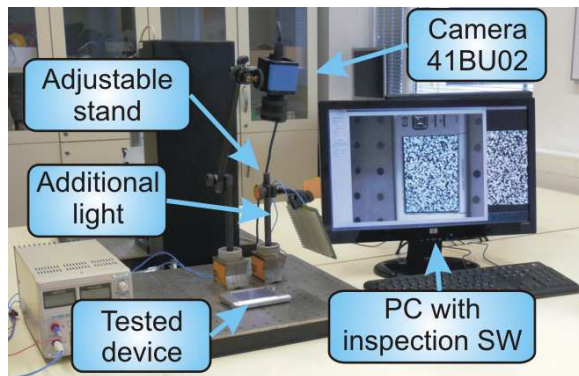 Camera
41BU02
Adjustable
stand
Additional
light
Tested
device
PC with
inspection SW